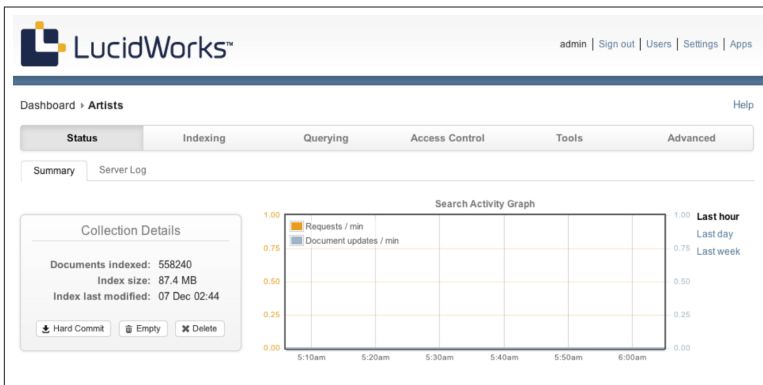 LucidWorks™
admin | Sign out | Users | Settings | Apps
Dashboard › Artists
Help
Status Indexing Querying Access Control Tools Advanced
Summary Server Log
Collection Details
Documents indexed: 558240
Index size: 87.4 MB
Index last modified: 07 Dec 02:44
Hard Commit Empty Delete
Search Activity Graph
Requests / min
Document updates / min
1.00
0.75
0.50
0.25
0.00
5:10am 5:20am 5:30am 5:40am 5:50am 6:00am
1.00
0.75
0.50
0.25
0.00
Last hour
Last day
Last week